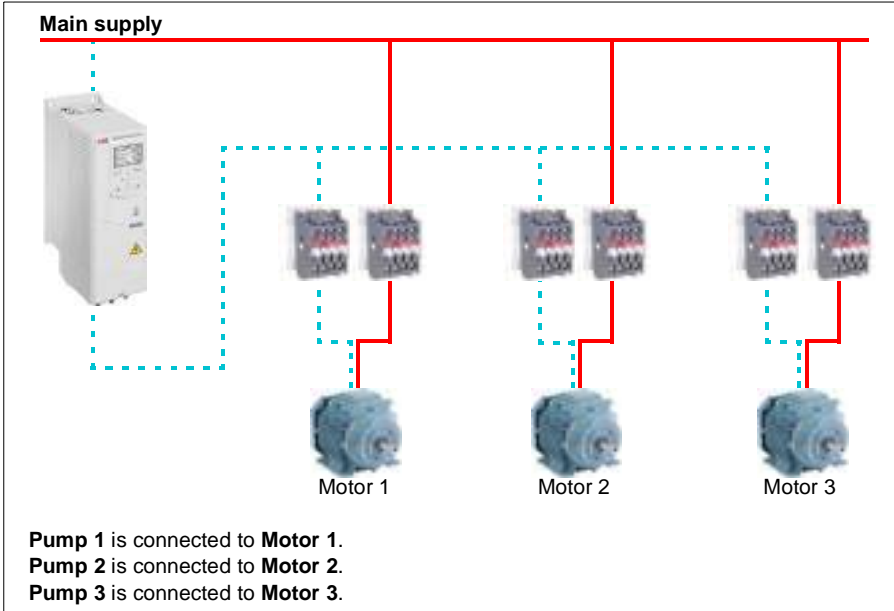 Main supply
ABB
Motor 1 Motor 2 Motor 3
Pump 1 is connected to Motor 1.
Pump 2 is connected to Motor 2.
Pump 3 is connected to Motor 3.